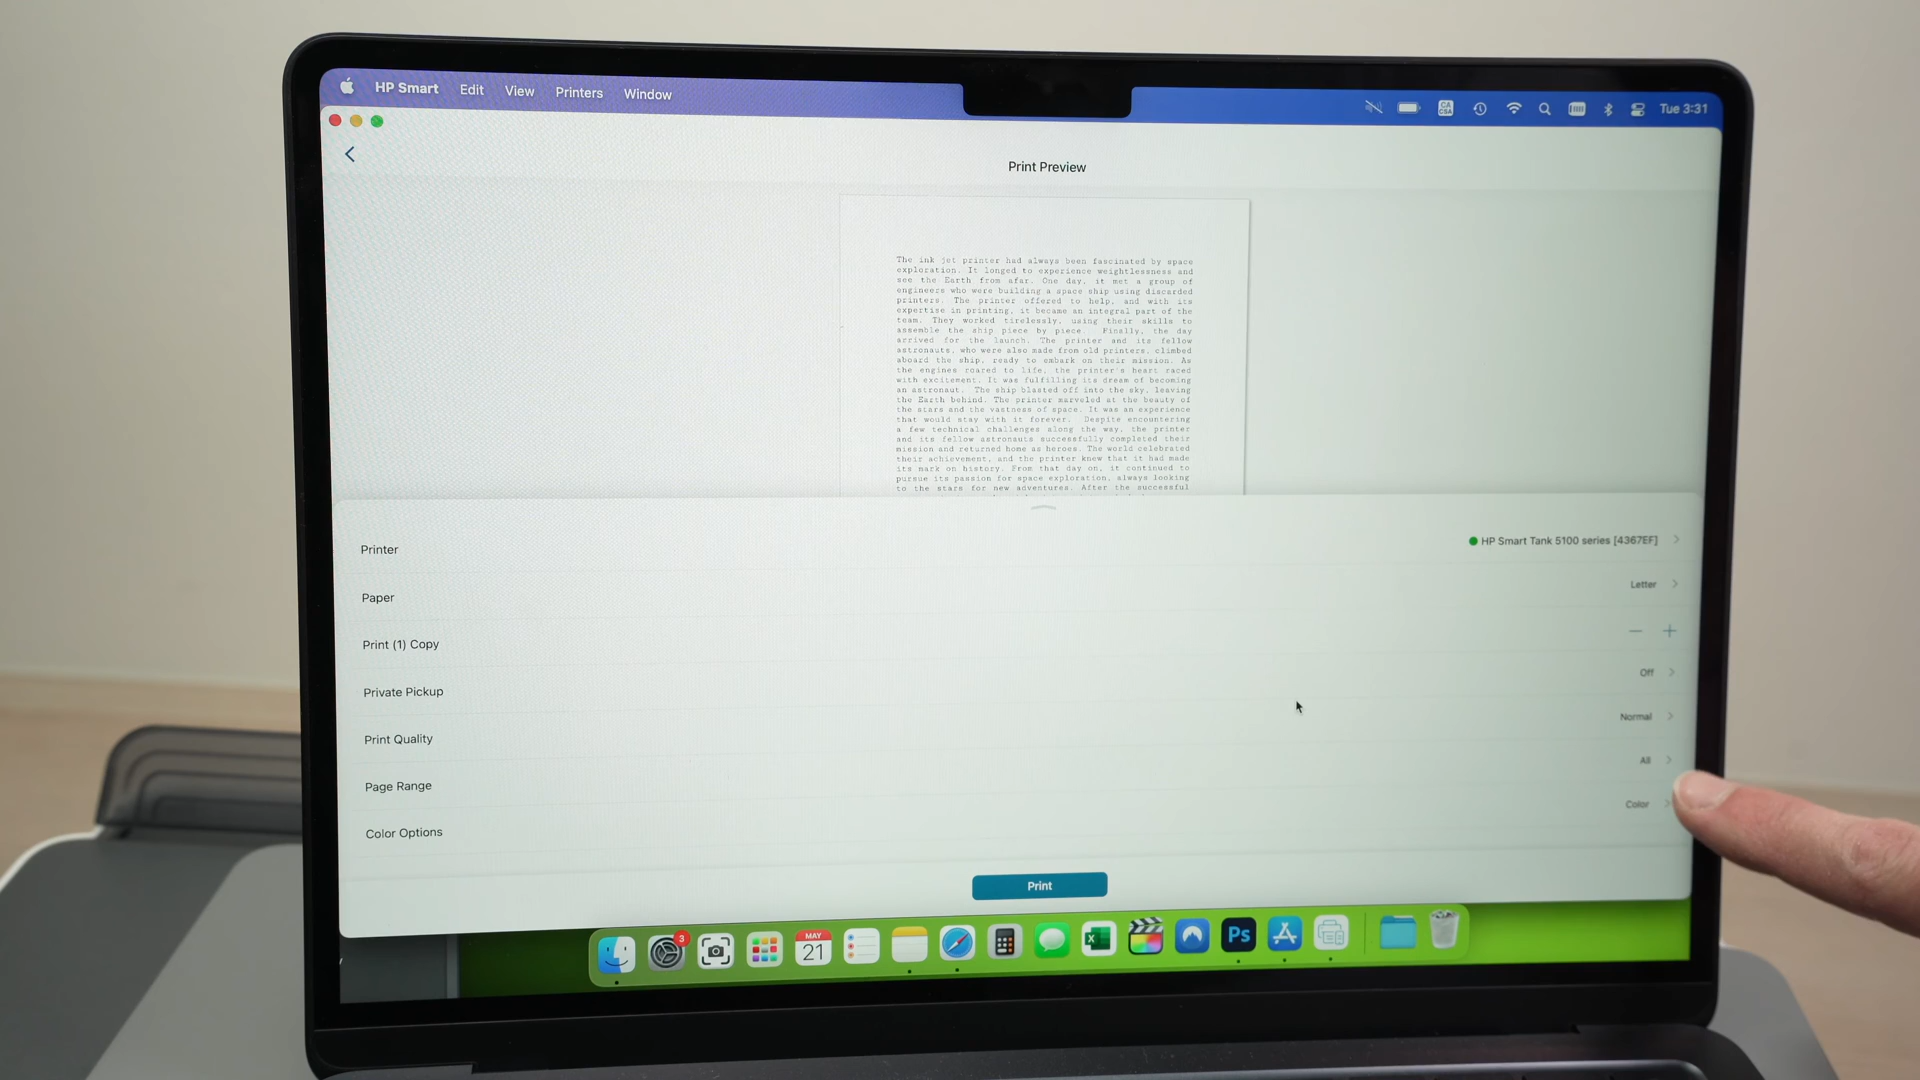 HP Smart Edit View Printers Window
Tue 3:31
Print Preview
The ink jet printer had always been fascinated by space
exploration. It longed to experience weightlessness and
see the Earth from afar. One day, it met a group of
engineers who were building a space ship using discarded
printers. The printer offered to help, and with its
expertise in printing, it became an integral part of the
team. They worked tirelessly, using their skills to
assemble the ship piece by piece. Finally, the day
arrived for the launch. The printer and its fellow
astronauts, who were also made from old printers, climbed
aboard the ship, ready to embark on their mission. As
the engines roared to life, the printer's heart raced
with excitement. It was fulfilling its dream of becoming
an astronaut. The ship blasted off into the sky, leaving
the Earth behind. The printer marveled at the beauty of
the stars and the vastness of space. It was an experience
that would stay with it forever. Despite encountering
a few technical challenges along the way, the printer
and its fellow astronauts successfully completed their
mission and returned home as heroes. The world celebrated
their achievement, and the printer knew that it had made
its mark on history. From that day on, it continued to
pursue its passion for space exploration, always looking
to the stars for new adventures. After the successful
Printer
HP Smart Tank 5100 series [4367EF]
Paper
Letter
Print (1) Copy
Private Pickup
Off
Print Quality
Normal
Page Range
All
Color Options
Color
Print
3
MAY
21
Ps